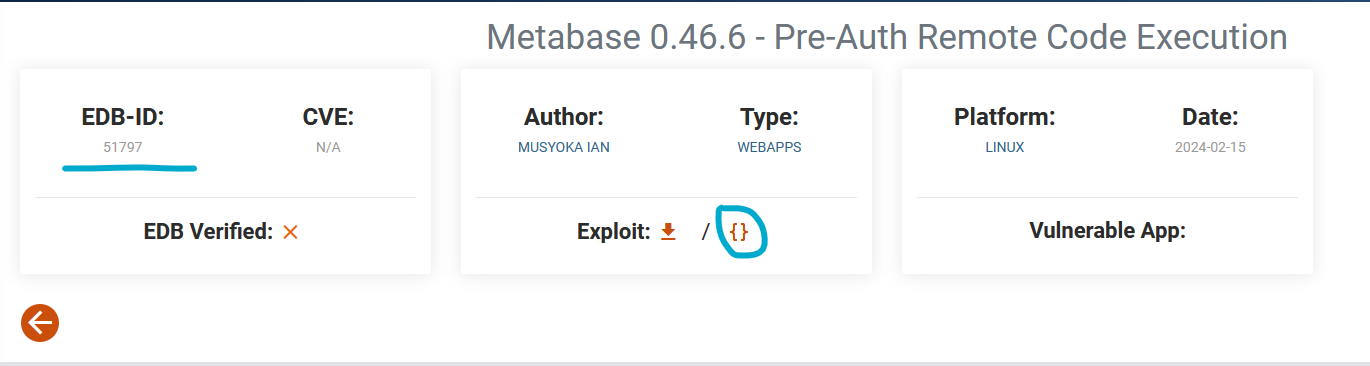 Metabase 0.46.6 - Pre-Auth Remote Code Execution
EDB-ID: CVE:
51797 N/A
EDB Verified: ×
Author: Type:
MUSYOKA IAN WEBAPPS
Exploit: / {}
Platform: Date:
LINUX 2024-02-15
Vulnerable App: